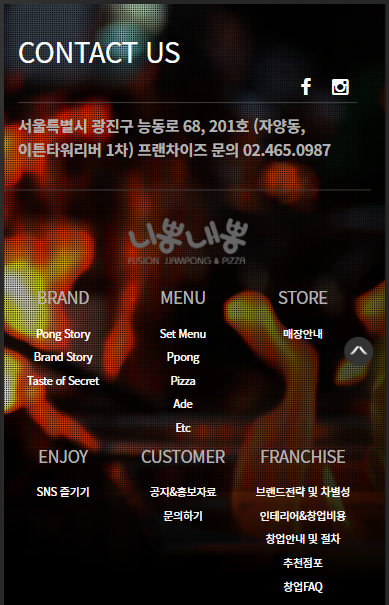 CONTACT US
서울특별시 광진구 능동로 68, 201호 (자양동,
이튼타워리버 1차) 프랜차이즈 문의 02.465.0987
니뽕내뽕
FUSION JJAMPONG & PIZZA
BRAND
Pong Story
Brand Story
Taste of Secret
MENU
Set Menu
Ppong
Pizza
Ade
Etc
STORE
매장안내
ENJOY
SNS 즐기기
CUSTOMER
공지&홍보자료
문의하기
FRANCHISE
브랜드전략 및 차별성
인테리어&창업비용
창업안내 및 절차
추천점포
창업FAQ